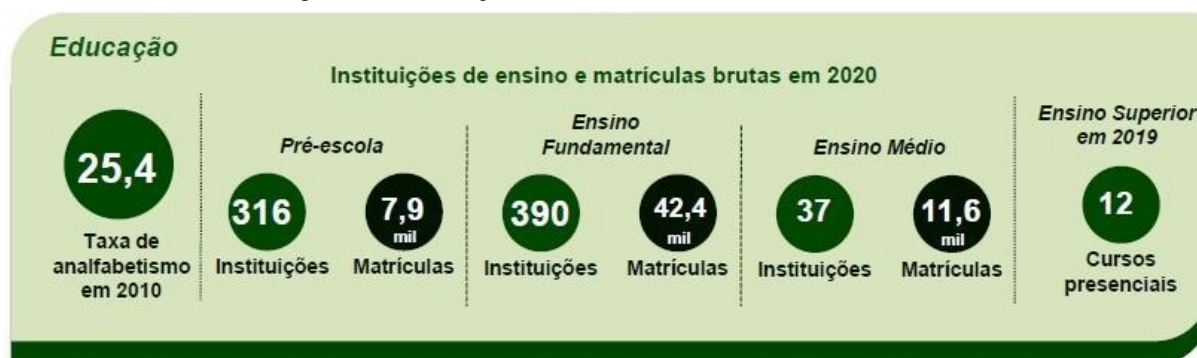 Educação
Instituições de ensino e matrículas brutas em 2020
25,4
Taxa de
analfabetismo
em 2010
Pré-escola
316
Instituições
7,9
mil
Matrículas
Ensino
Fundamental
390
Instituições
42,4
mil
Matrículas
Ensino Médio
37
Instituições
11,6
mil
Matrículas
Ensino Superior
em 2019
12
Cursos
presenciais